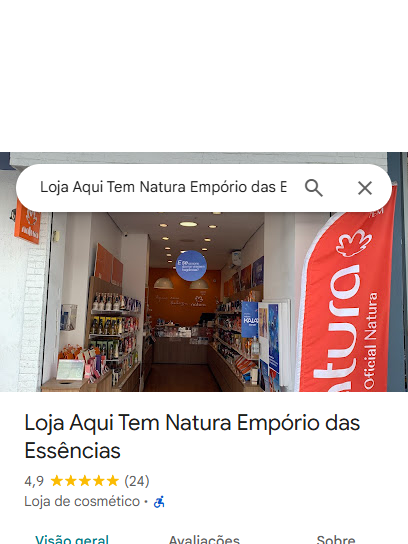 Loja Aqui Tem Natura Empório das E
natura
Oficial Natura
KAIAK
Loja Aqui Tem Natura Empório das
Essências
4,9 (24)
Loja de cosmético ·
Visão geral
Avaliações
Sobre